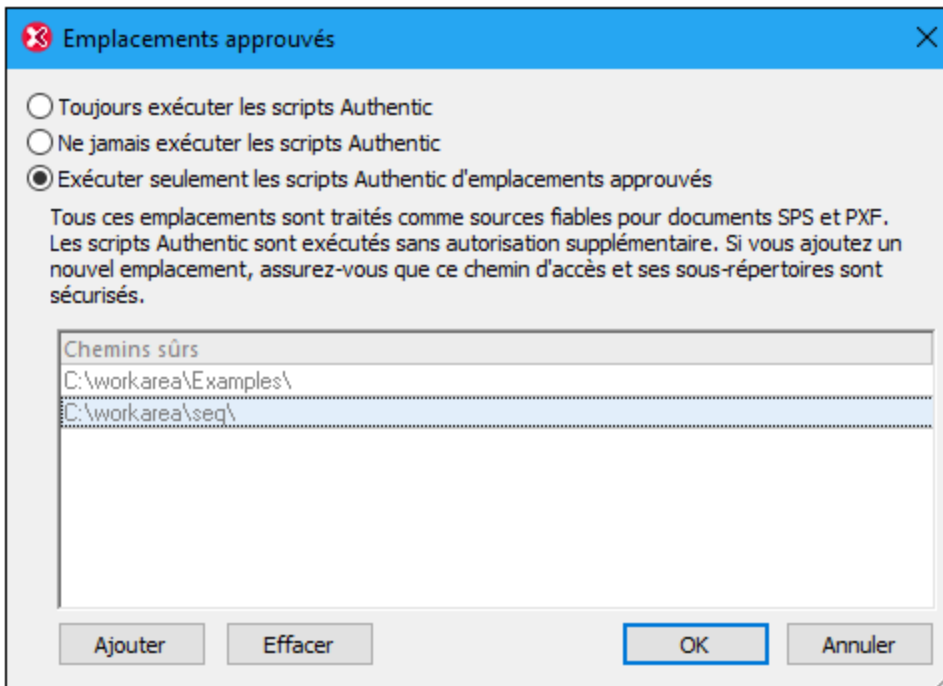 Emplacements approuvés
Toujours exécuter les scripts Authentic
Ne jamais exécuter les scripts Authentic
Exécuter seulement les scripts Authentic d'emplacements approuvés
Tous ces emplacements sont traités comme sources fiables pour documents SPS et PXF.
Les scripts Authentic sont exécutés sans autorisation supplémentaire. Si vous ajoutez un
nouvel emplacement, assurez-vous que ce chemin d'accès et ses sous-répertoires sont
sécurisés.
Chemins sûrs
C:\workarea\Examples\
C:\workarea\seq\
Ajouter Effacer OK Annuler